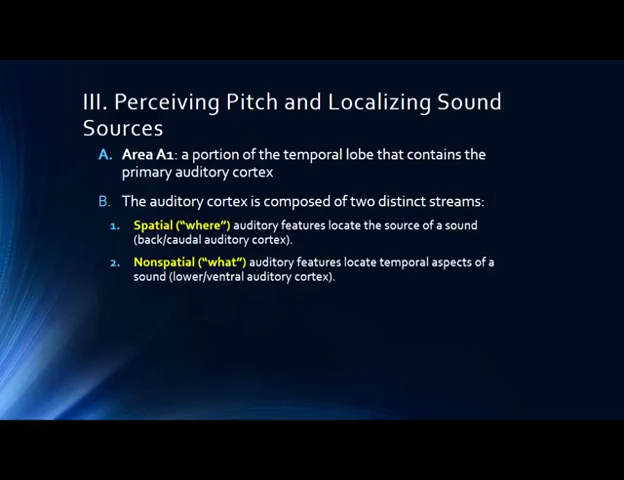 III. Perceiving Pitch and Localizing Sound
Sources
A. Area A1: a portion of the temporal lobe that contains the
primary auditory cortex
B. The auditory cortex is composed of two distinct streams:
1. Spatial (“where”) auditory features locate the source of a sound
(back/caudal auditory cortex).
2. Nonspatial (“what”) auditory features locate temporal aspects of a
sound (lower/ventral auditory cortex).